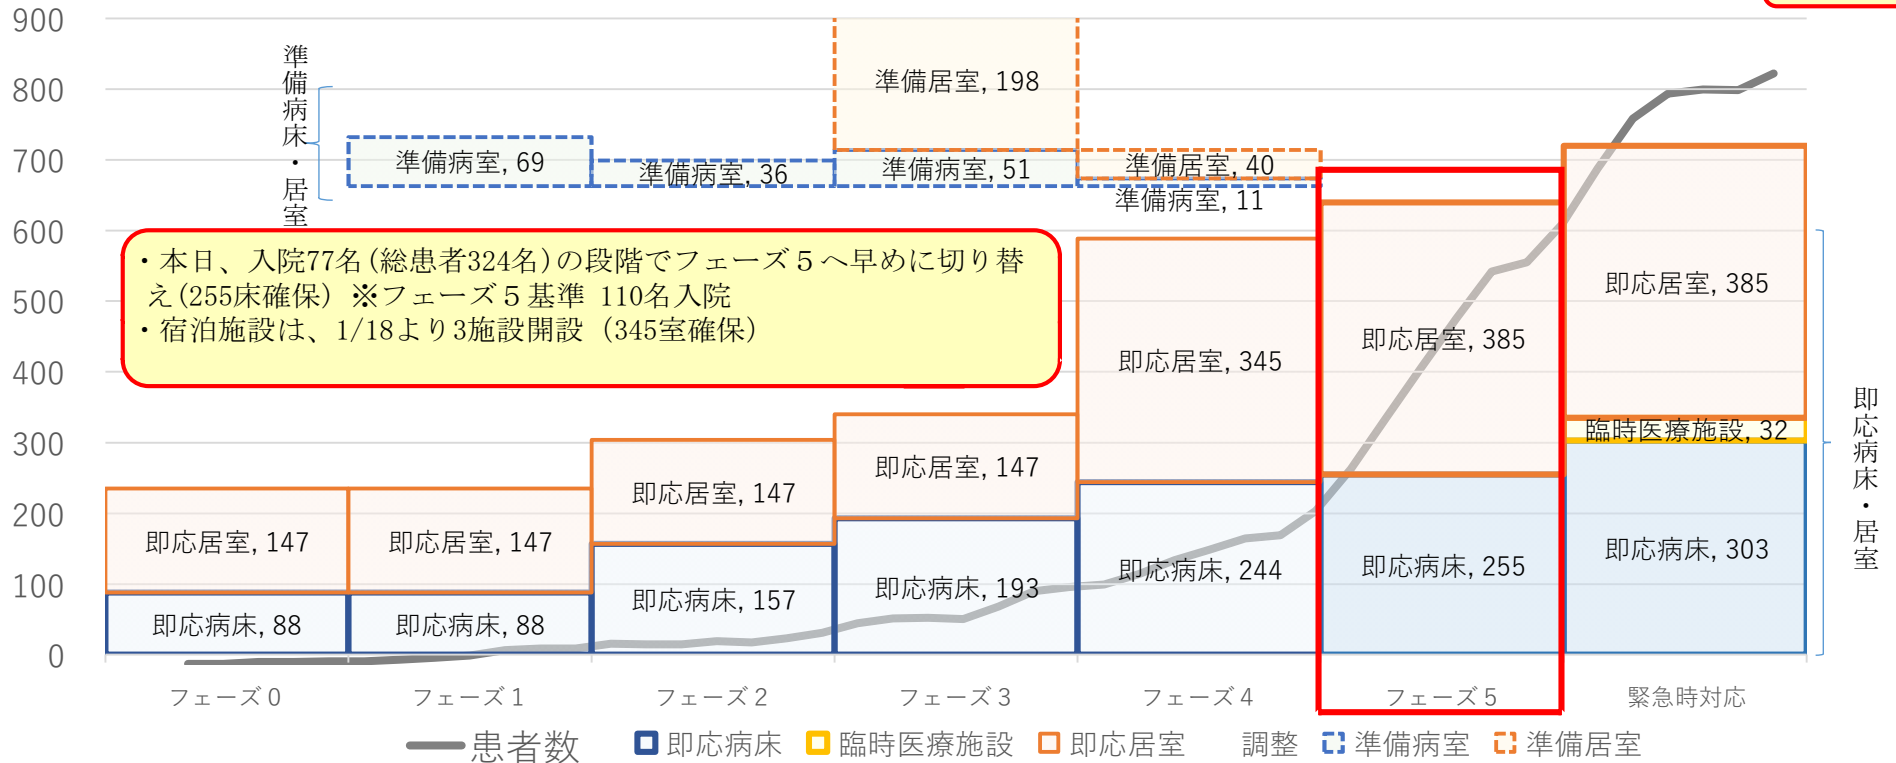 900
800
700
600
500
400
300
200
100
0
準備病床・居室
準備居室, 198
準備病室, 69
準備病室, 36
準備病室, 51
準備居室, 40
準備病室, 11
・本日、入院77名(総患者324名)の段階でフェーズ５へ早めに切り替
え(255床確保) ※フェーズ５基準 110名入院
・宿泊施設は、1/18より3施設開設 (345室確保)
即応居室, 147
即応病床, 88
即応居室, 147
即応病床, 88
即応居室, 147
即応病床, 157
即応居室, 147
即応病床, 193
即応居室, 345
即応病床, 244
即応居室, 385
即応病床, 255
即応居室, 385
臨時医療施設, 32
即応病床, 303
即応病床・居室
フェーズ0
フェーズ1
フェーズ2
フェーズ3
フェーズ4
フェーズ5
緊急時対応
患者数 即応病床 臨時医療施設 即応居室 調整 準備病室 準備居室